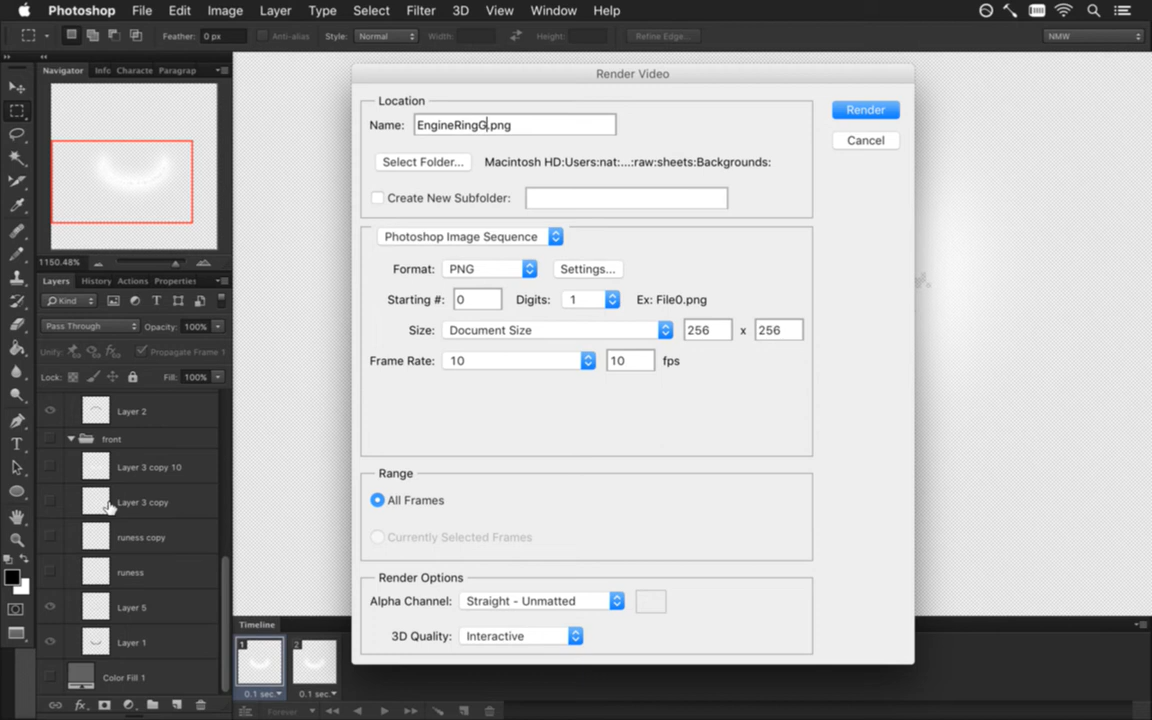 Photoshop File Edit Image Layer Type Select Filter 3D View Window Help
Feather: 0 px Anti-alias Style: Normal Width: Height: Refine Edge... NMW
Navigator Info Characte Paragrap
1150.48%
Layers History Actions Properties
Kind
Pass Through Opacity: 100%
Unify: Propagate Frame 1
Lock: Fill: 100%
Layer 2
front
Layer 3 copy 10
Layer 3 copy
runess copy
runess
Layer 5
Layer 1
Color Fill 1
Render Video
Location
Name: EngineRingG.png
Select Folder... Macintosh HD:Users:nat:...:raw:sheets:Backgrounds:
Create New Subfolder:
Photoshop Image Sequence
Format: PNG Settings...
Starting #: 0 Digits: 1 Ex: File0.png
Size: Document Size 256 x 256
Frame Rate: 10 10 fps
Range
All Frames
Currently Selected Frames
Render Options
Alpha Channel: Straight - Unmatted
3D Quality: Interactive
Render
Cancel
Timeline
1 2
0.1 sec. 0.1 sec.
Forever